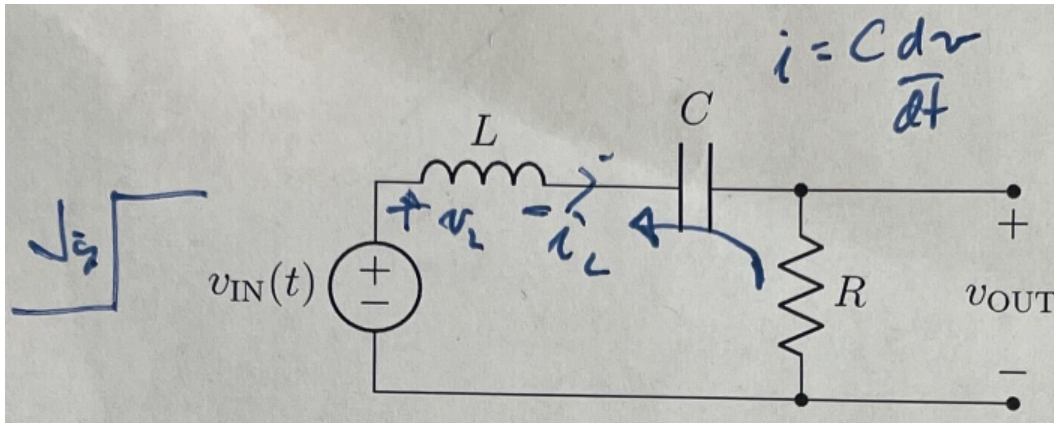 i = C dv
dt
C
L
+ v_L - i_L
v_IN(t)
+
−
R
+
v_OUT
−